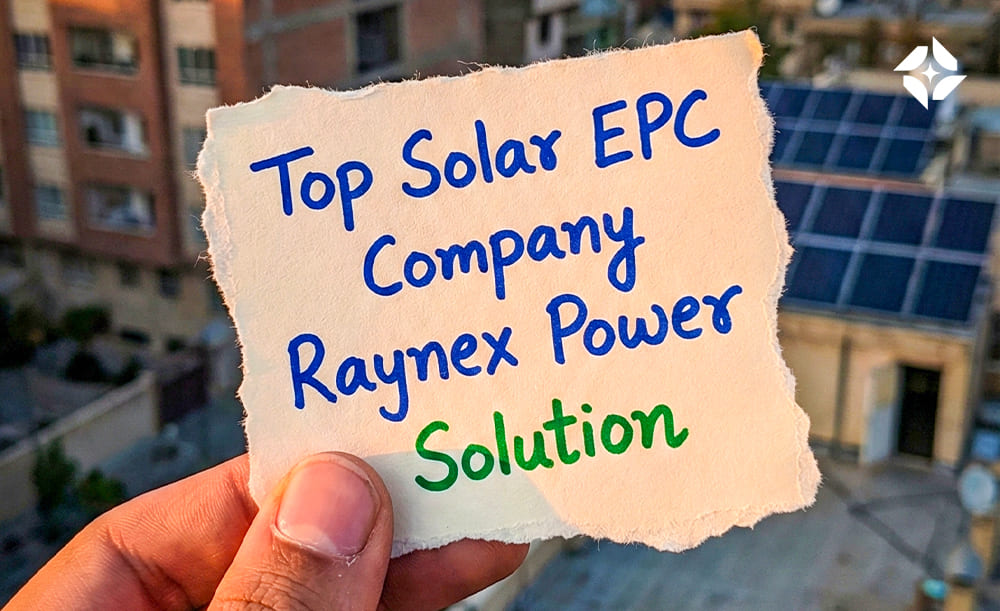 Top Solar EPC
Company
Raynex Power
Solution